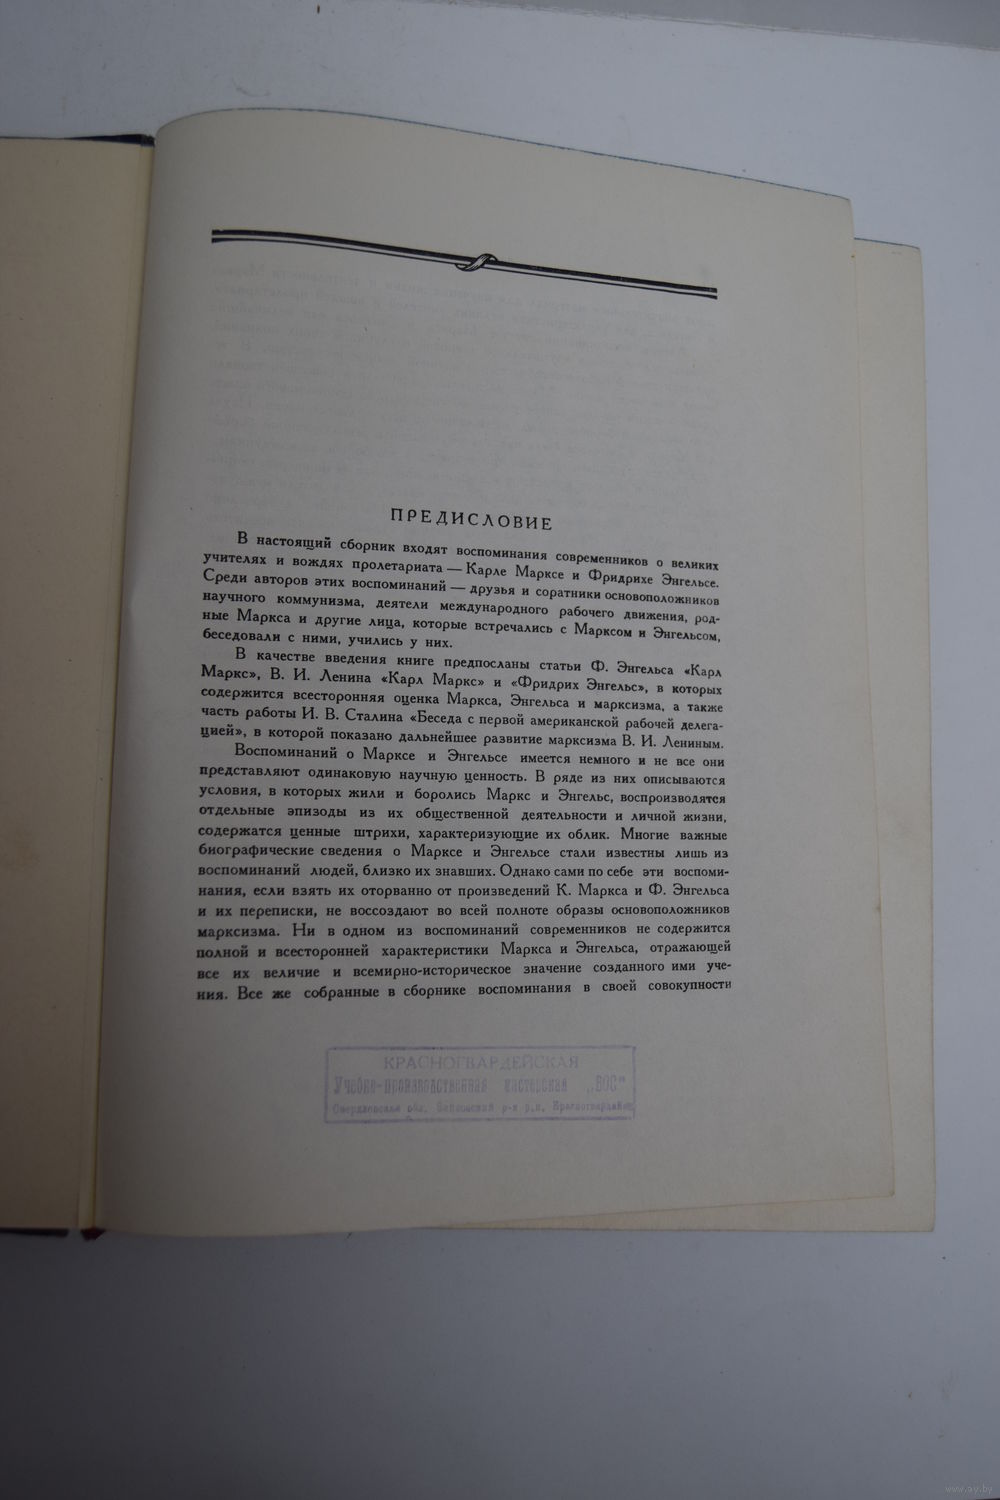 ПРЕДИСЛОВИЕ
В настоящий сборник входят воспоминания современников о великих
учителях и вождях пролетариата — Карле Марксе и Фридрихе Энгельсе.
Среди авторов этих воспоминаний — друзья и соратники основоположников
научного коммунизма, деятели международного рабочего движения, род-
ные Маркса и другие лица, которые встречались с Марксом и Энгельсом,
беседовали с ними, учились у них.
В качестве введения книге предпосланы статьи Ф. Энгельса «Карл
Маркс», В. И. Ленина «Карл Маркс» и «Фридрих Энгельс», в которых
содержится всесторонняя оценка Маркса, Энгельса и марксизма, а также
часть работы И. В. Сталина «Беседа с первой американской рабочей делега-
цией», в которой показано дальнейшее развитие марксизма В. И. Лениным.
Воспоминаний о Марксе и Энгельсе имеется немного и не все они
представляют одинаковую научную ценность. В ряде из них описываются
условия, в которых жили и боролись Маркс и Энгельс, воспроизводятся
отдельные эпизоды из их общественной деятельности и личной жизни,
содержатся ценные штрихи, характеризующие их облик. Многие важные
биографические сведения о Марксе и Энгельсе стали известны лишь из
воспоминаний людей, близко их знавших. Однако сами по себе эти воспоми-
нания, если взять их оторванно от произведений К. Маркса и Ф. Энгельса
и их переписки, не воссоздают во всей полноте образы основоположников
марксизма. Ни в одном из воспоминаний современников не содержится
полной и всесторонней характеристики Маркса и Энгельса, отражающей
все их величие и всемирно-историческое значение созданного ими уче-
ния. Все же собранные в сборнике воспоминания в своей совокупности
КРАСНОГВАРДЕЙСКАЯ
Учебно-производственная мастерская „ВОС"
Свердловская обл. р-н р.п.
www.ay.by